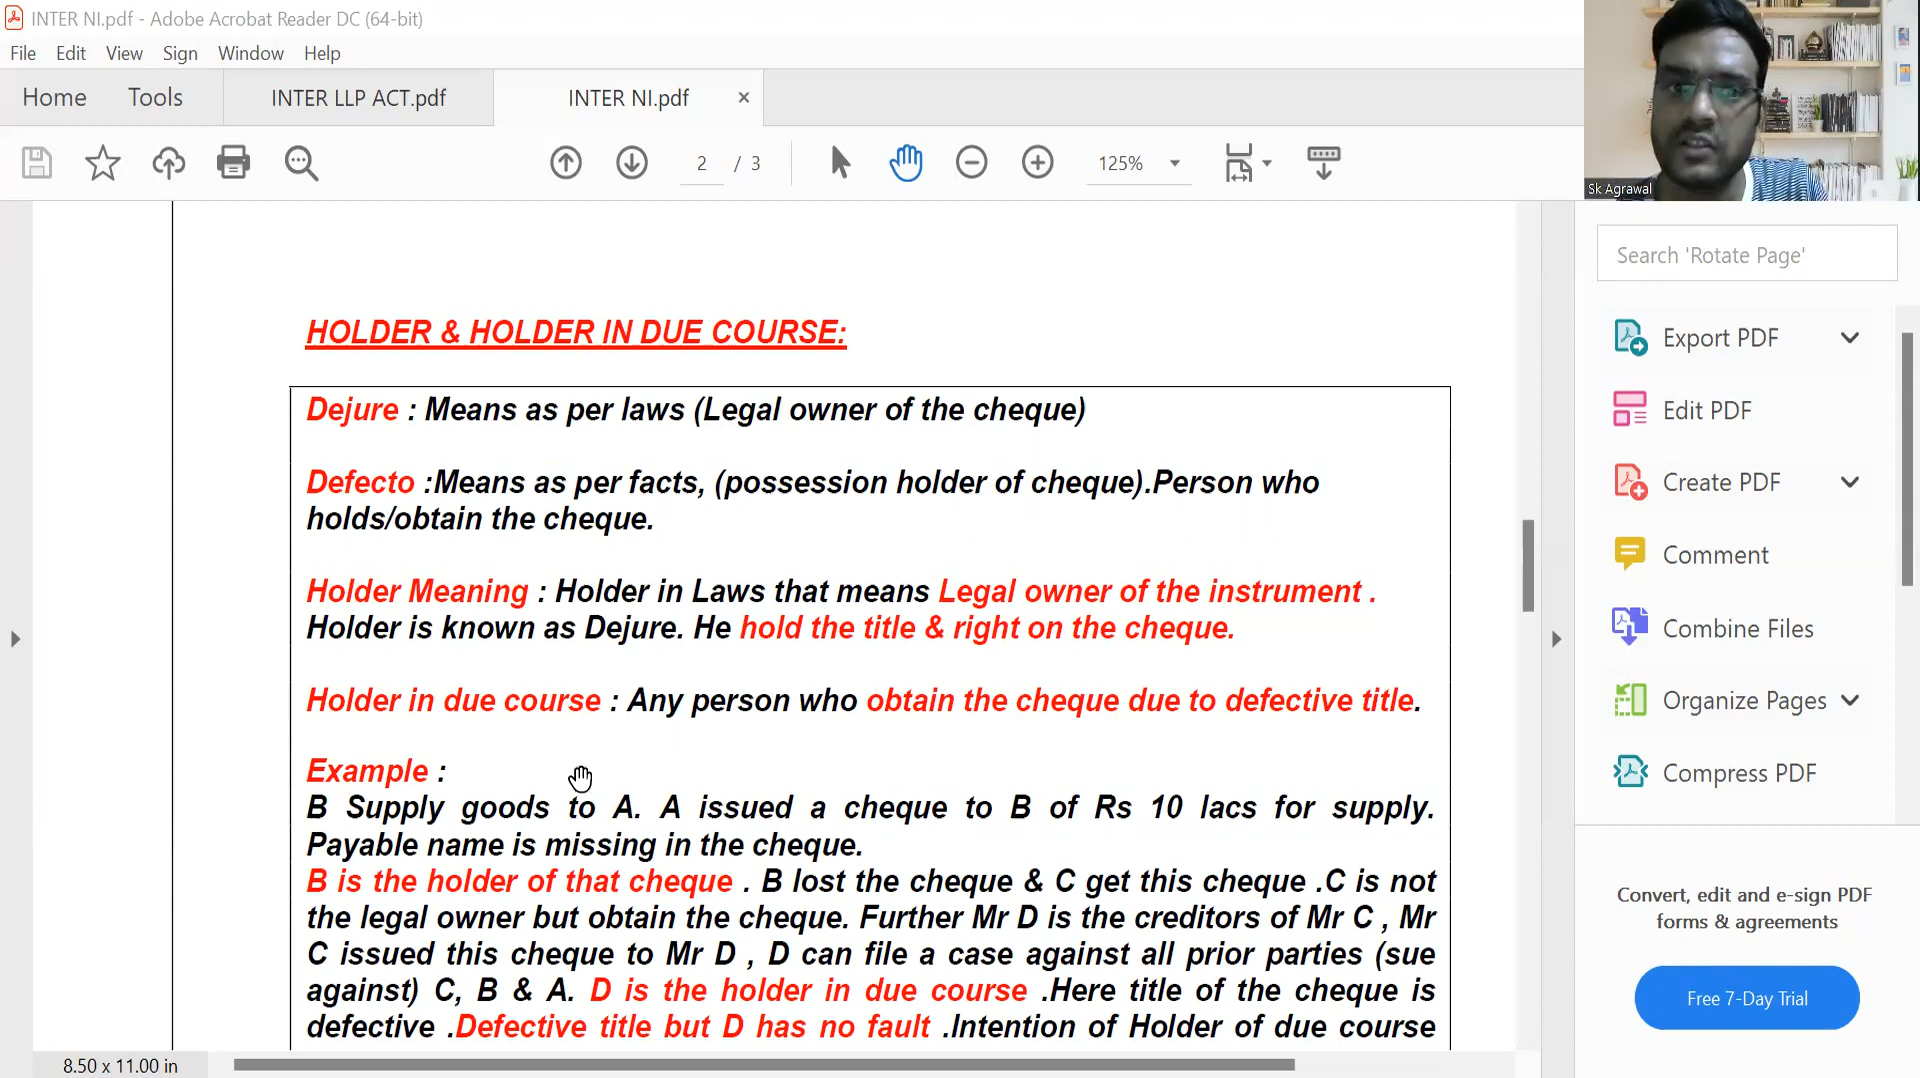 INTER NI.pdf - Adobe Acrobat Reader DC (64-bit)
File Edit View Sign Window Help
Home Tools INTER LLP ACT.pdf INTER NI.pdf ×
2 / 3 125%
Sk Agrawal
Search 'Rotate Page'
HOLDER & HOLDER IN DUE COURSE:
Dejure : Means as per laws (Legal owner of the cheque)
Defecto :Means as per facts, (possession holder of cheque).Person who
holds/obtain the cheque.
Holder Meaning : Holder in Laws that means Legal owner of the instrument .
Holder is known as Dejure. He hold the title & right on the cheque.
Holder in due course : Any person who obtain the cheque due to defective title.
Example :
B Supply goods to A. A issued a cheque to B of Rs 10 lacs for supply.
Payable name is missing in the cheque.
B is the holder of that cheque . B lost the cheque & C get this cheque .C is not
the legal owner but obtain the cheque. Further Mr D is the creditors of Mr C , Mr
C issued this cheque to Mr D , D can file a case against all prior parties (sue
against) C, B & A. D is the holder in due course .Here title of the cheque is
defective .Defective title but D has no fault .Intention of Holder of due course
8.50 x 11.00 in
Export PDF
Edit PDF
Create PDF
Comment
Combine Files
Organize Pages
Compress PDF
Convert, edit and e-sign PDF
forms & agreements
Free 7-Day Trial